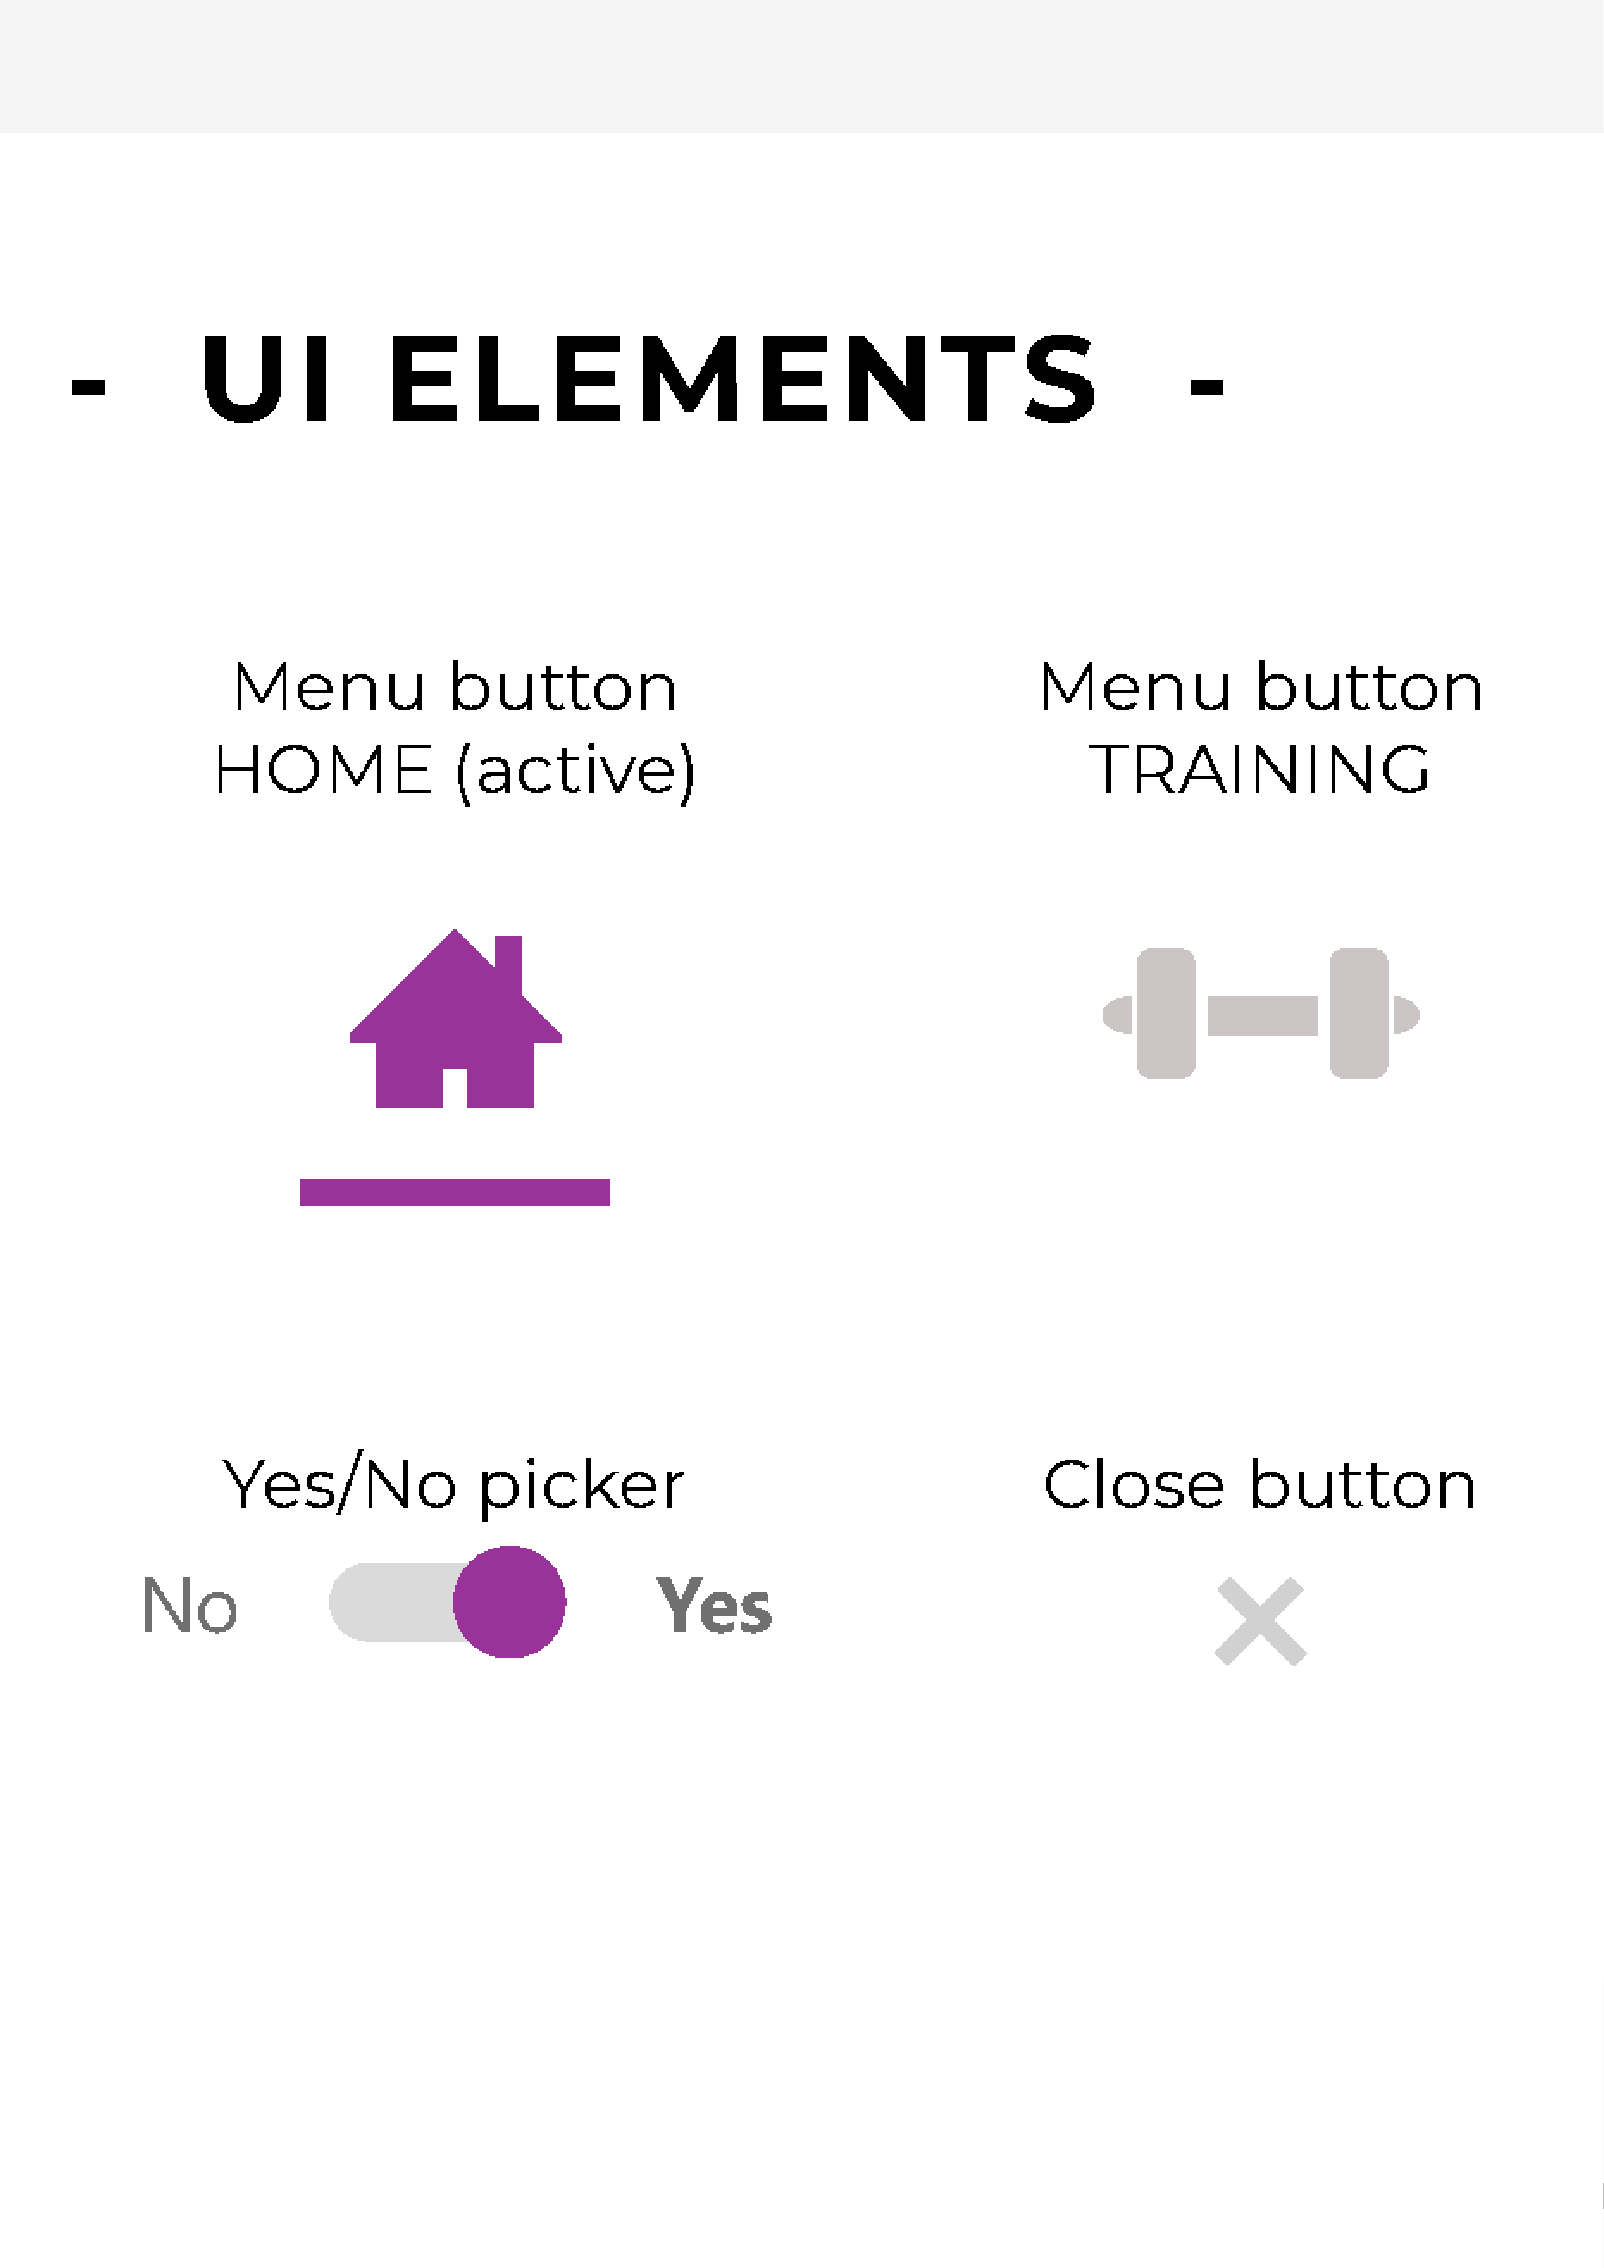 - UI ELEMENTS -
Menu button
HOME (active)
Menu button
TRAINING
Yes/No picker
No Yes
Close button